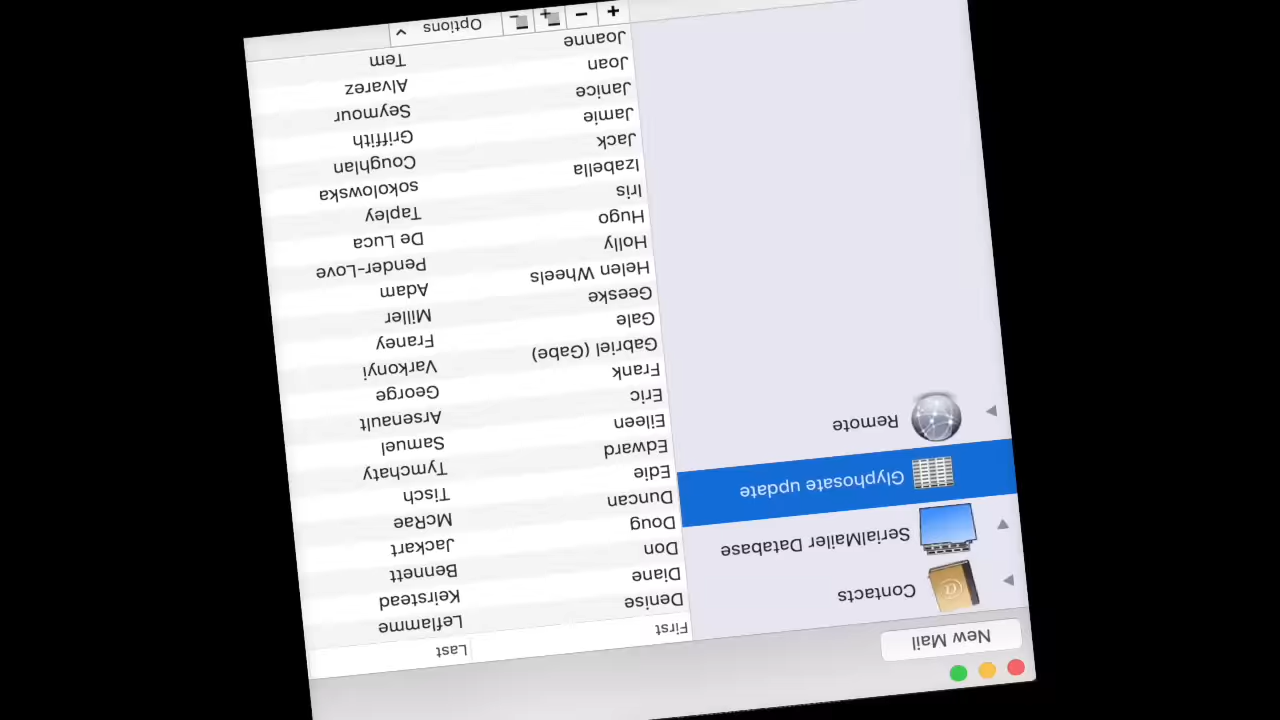 New Mail
Contacts
SerialMailer Database
Glyphosate update
Remote
First Last
Denise Leflamme
Diane Keirstead
Don Bennett
Doug Jackart
Duncan McRae
Edie Tisch
Edward Tymchaty
Eileen Samuel
Eric Arsenault
Frank George
Gabriel (Gabe) Varkonyi
Gale Franey
Geeske Miller
Helen Wheels Adam
Holly Pender-Love
Hugo De Luca
Iris Tapley
Izabella sokolowska
Jack Coughlan
Jamie Griffith
Janice Seymour
Joan Alvarez
Joanne Tem
Options